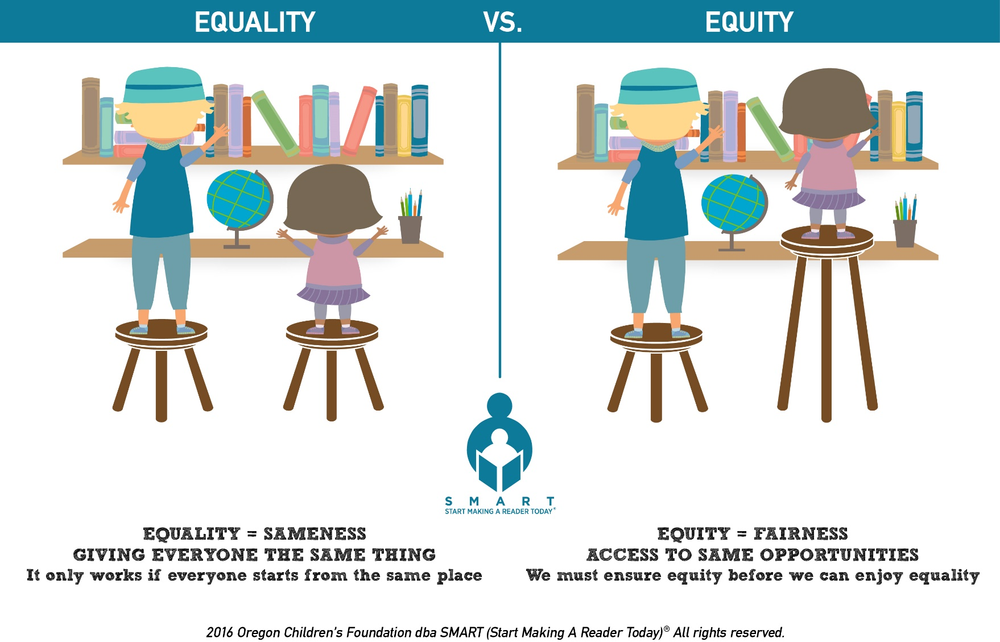 EQUALITY VS. EQUITY
S M A R T
START MAKING A READER TODAY®
EQUALITY = SAMENESS
GIVING EVERYONE THE SAME THING
It only works if everyone starts from the same place
EQUITY = FAIRNESS
ACCESS TO SAME OPPORTUNITIES
We must ensure equity before we can enjoy equality
2016 Oregon Children's Foundation dba SMART (Start Making A Reader Today)® All rights reserved.